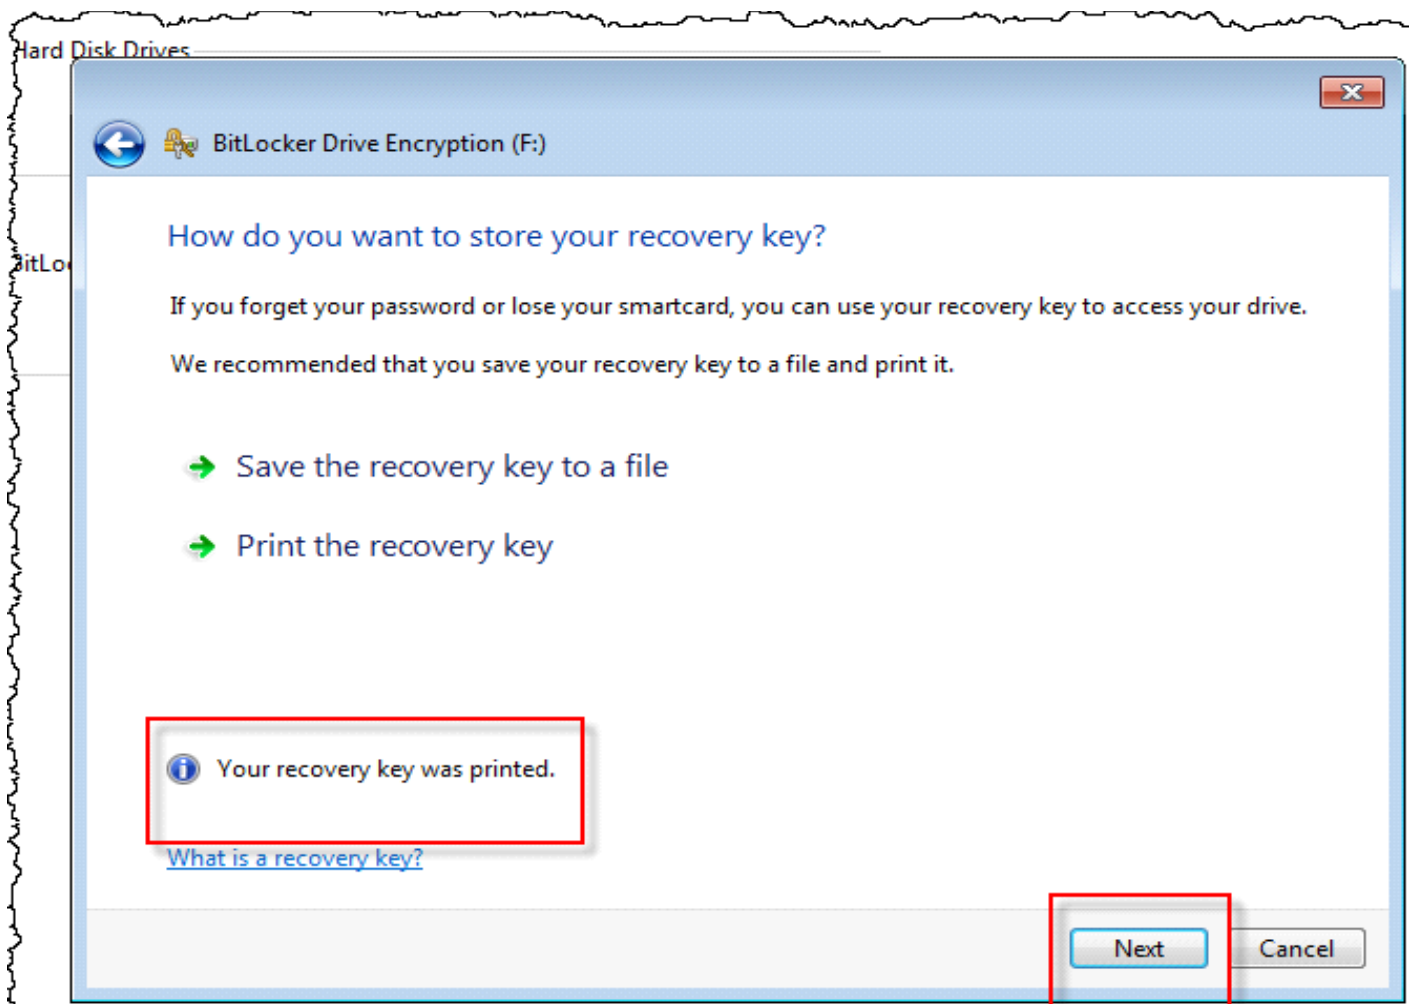 Hard Disk Drives
BitLocker Drive Encryption (F:)
How do you want to store your recovery key?
BitLoc
If you forget your password or lose your smartcard, you can use your recovery key to access your drive.
We recommended that you save your recovery key to a file and print it.
Save the recovery key to a file
Print the recovery key
Your recovery key was printed.
What is a recovery key?
Next
Cancel